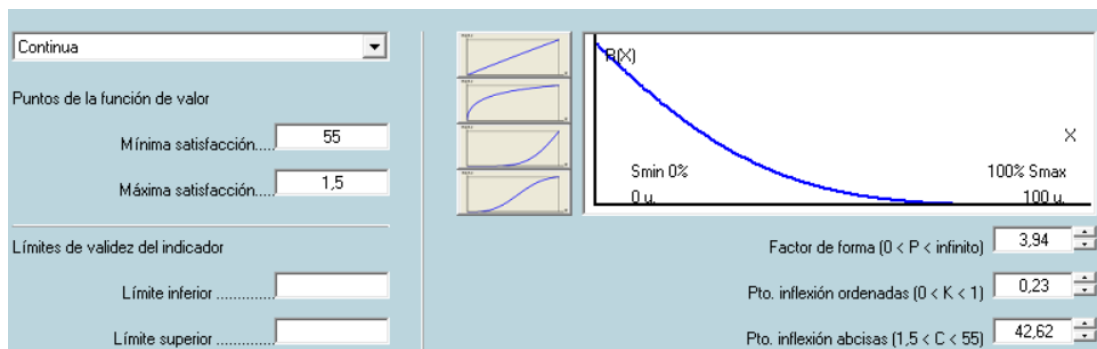 Continua
Puntos de la función de valor
Mínima satisfacción.... 55
Máxima satisfacción.... 1,5
Límites de validez del indicador
Límite inferior .............
Límite superior ............
R(X)
X
Smin 0% 100% Smax
0 u. 100 u.
Factor de forma (0 < P < infinito) 3,94
Pto. inflexión ordenadas (0 < K < 1) 0,23
Pto. inflexión abcisas (1,5 < C < 55) 42,62